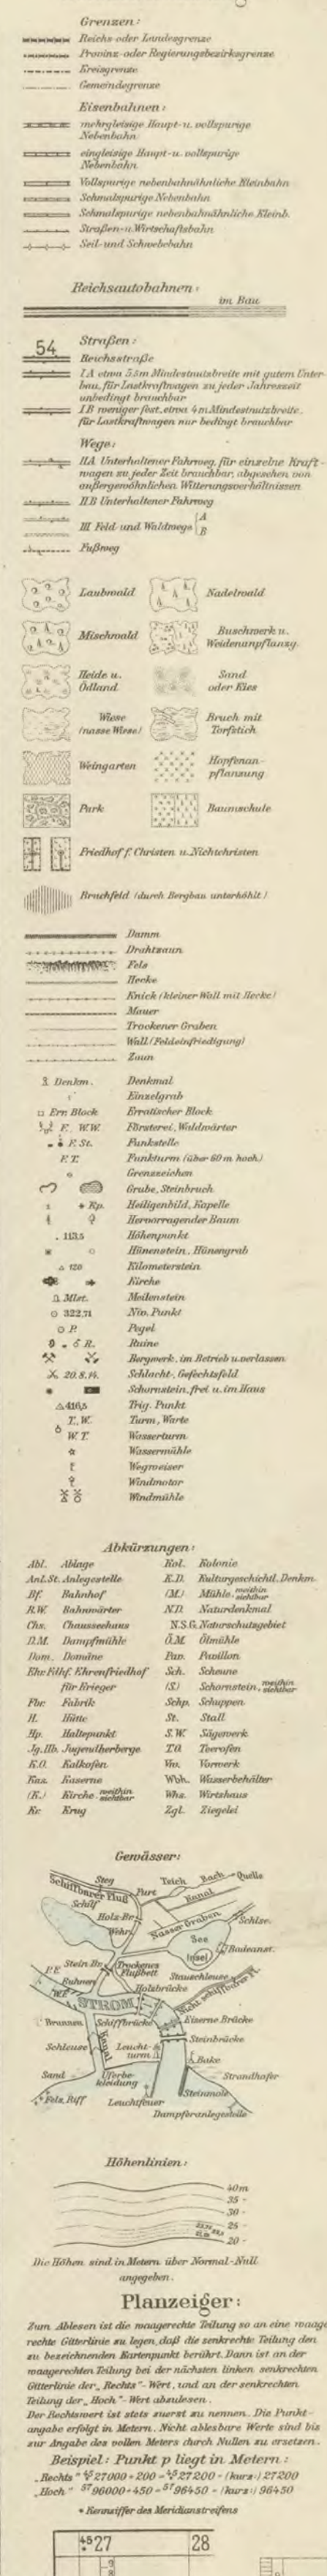 Grenzen:
Reichs- oder Landesgrenze
Provinz- oder Regierungsbezirksgrenze
Kreisgrenze
Gemeindegrenze
Eisenbahnen:
mehrgleisige Haupt- u. vollspurige
Nebenbahn
eingleisige Haupt- u. vollspurige
Nebenbahn
Vollspurige nebenbahnähnliche Kleinbahn
Schmalspurige Nebenbahn
Schmalspurige nebenbahnähnliche Kleinb.
Straßen- u. Wirtschaftsbahn
Seil- und Schwebebahn
Reichsautobahnen:
im Bau
54 Straßen:
Reichsstraße
IA etwa 5,5m Mindestnutzbreite mit gutem Unter-
bau, für Lastkraftwagen zu jeder Jahreszeit
unbedingt brauchbar
IB weniger fest, etwa 4m Mindestnutzbreite,
für Lastkraftwagen nur bedingt brauchbar
Wege:
IIA Unterhaltener Fahrweg, für einzelne Kraft-
wagen zu jeder Zeit brauchbar, abgesehen von
außergewöhnlichen Witterungsverhältnissen
IIB Unterhaltener Fahrweg
III Feld- und Waldwege A
B
Fußweg
Laubwald Nadelwald
Mischwald Buschwerk u.
Weidenanpflanzg.
Heide u.
Ödland Sand
oder Kies
Wiese
(nasse Wiese) Bruch mit
Torfstich
Weingarten Hopfenan-
pflanzung
Park Baumschule
Friedhof f. Christen u. Nichtchristen
Bruchfeld (durch Bergbau unterhöhlt)
Damm
Drahtzaun
Fels
Hecke
Knick (kleiner Wall mit Hecke)
Mauer
Trockener Graben
Wall (Feldeinfriedigung)
Zaun
Denkm. Denkmal
Einzelgrab
Err. Block Erratischer Block
F. W.W. Försterei, Waldwärter
F. St. Funkstelle
F.T. Funkturm (über 60 m hoch)
Grenzzeichen
Grube, Steinbruch
Kp. Heiligenbild, Kapelle
Hervorragender Baum
. 113,5 Höhenpunkt
Hünenstein, Hünengrab
△ 120 Kilometerstein
Kirche
Mlst. Meilenstein
322,71 Niv. Punkt
P. Pegel
R. Ruine
Bergwerk, im Betrieb u. verlassen
20.8.14. Schlacht-, Gefechtsfeld
Schornstein, frei u. im Haus
△ 416,5 Trig. Punkt
T., W. Turm, Warte
W.T. Wasserturm
Wassermühle
Wegweiser
Windmotor
Windmühle
Abkürzungen:
Abl. Ablage Kol. Kolonie
Anl. St. Anlegestelle K.D. Kulturgeschichtl. Denkm.
Bf. Bahnhof (M.) Mühle, weithin sichtbar
B.W. Bahnwärter N.D. Naturdenkmal
Chs. Chausseehaus N.S.G. Naturschutzgebiet
D.M. Dampfmühle Ö.M. Ölmühle
Dom. Domäne Pav. Pavillon
Ehr. Fdhf. Ehrenfriedhof Sch. Scheune
für Krieger (S.) Schornstein, weithin sichtbar
Fbr. Fabrik Schp. Schuppen
H. Hütte St. Stall
Hp. Haltepunkt S.W. Sägewerk
Jg. Hb. Jugendherberge T.O. Teerofen
K.O. Kalkofen Vw. Vorwerk
Kas. Kaserne Wbh. Wasserbehälter
(K.) Kirche, weithin sichtbar Whs. Wirtshaus
Kr. Krug Zgl. Ziegelei
Gewässer:
Schiffbarer Fluß Steg Furt Teich Bach Quelle
Schilf Kanal
Holz-Br. Wehr Nasser Graben Schlse.
See
Insel Badeanst.
Stein Br. Trockenes
Flußbett Stauschleuse
P.F. Buhnen Holzbrücke
W.F. STROM Nicht schiffbarer Fl.
Brunnen Schiffbrücke Eiserne Brücke
Schleuse Kanal Leucht-
turm Steinbrücke
Bake
Sand Uferbe-
kleidung Strandhafer
Fels, Riff Leuchtfeuer Steinmole
Dampferanlegestelle
Höhenlinien:
40m
35 -
30 -
25 -
20 -
Die Höhen sind in Metern über Normal-Null
angegeben.
Planzeiger:
Zum Ablesen ist die waagerechte Teilung so an eine waage-
rechte Gitterlinie zu legen, daß die senkrechte Teilung den
zu bezeichnenden Kartenpunkt berührt. Dann ist an der
waagerechten Teilung bei der nächsten linken senkrechten
Gitterlinie der „Rechts"-Wert, und an der senkrechten
Teilung der „Hoch"-Wert abzulesen.
Der Rechtswert ist stets zuerst zu nennen. Die Punkt-
angabe erfolgt in Metern. Nicht ablesbare Werte sind bis
zur Angabe des vollen Meters durch Nullen zu ersetzen.
Beispiel: Punkt p liegt in Metern:
„Rechts" *4527000 + 200 = *4527200 - (kurz:) 27200
„Hoch" 5796000 + 450 = 5796450 - (kurz:) 96450
* Kennziffer des Meridianstreifens
4527 28